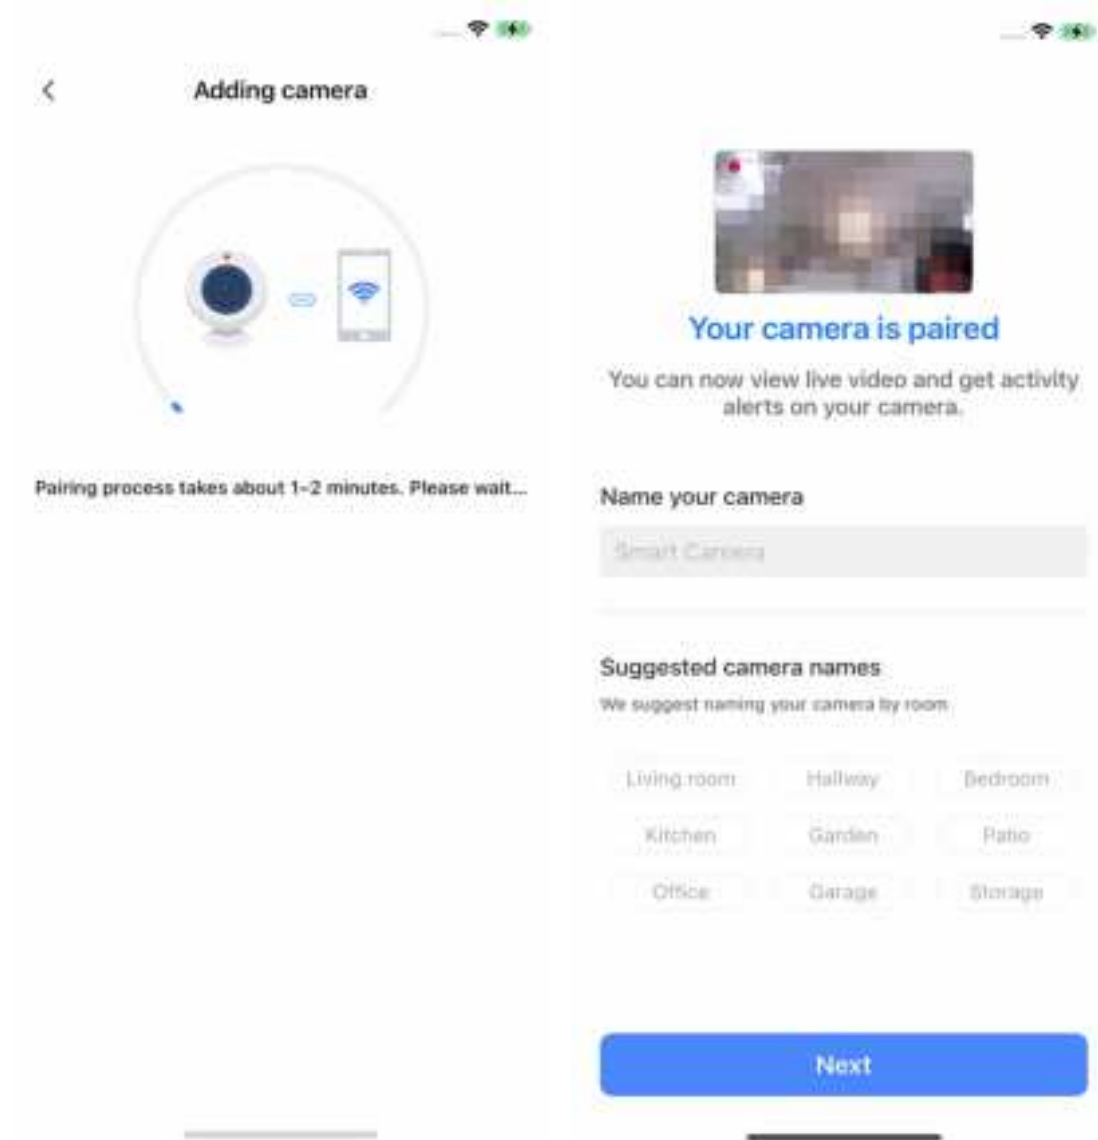 Adding camera
Pairing process takes about 1-2 minutes. Please wait...
Your camera is paired
You can now view live video and get activity
alerts on your camera.
Name your camera
Smart Camera
Suggested camera names
We suggest naming your camera by room
Living room Hallway Bedroom
Kitchen Garden Patio
Office Garage Storage
Next